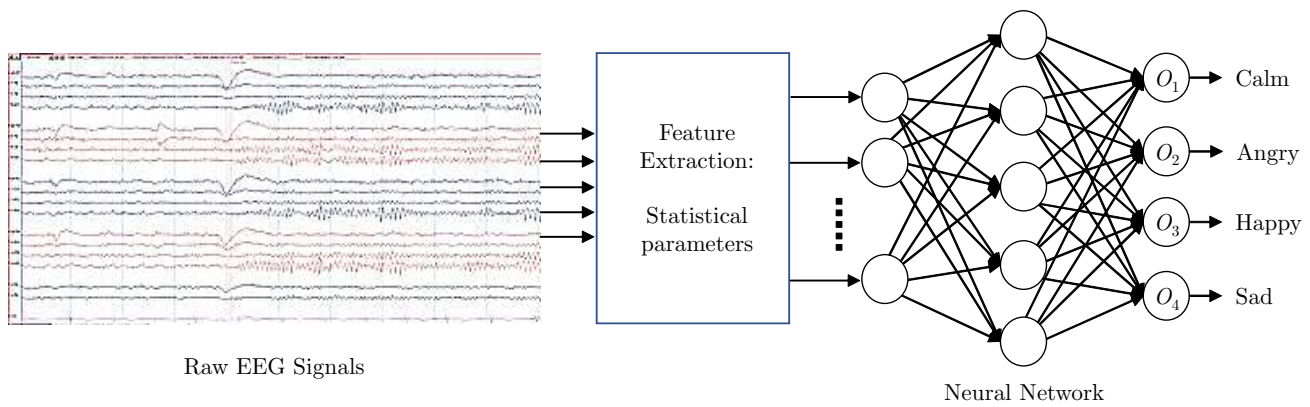 Feature
Extraction:
Statistical
parameters
O₁
Calm
O₂
Angry
O₃
Happy
O₄
Sad
Raw EEG Signals
Neural Network